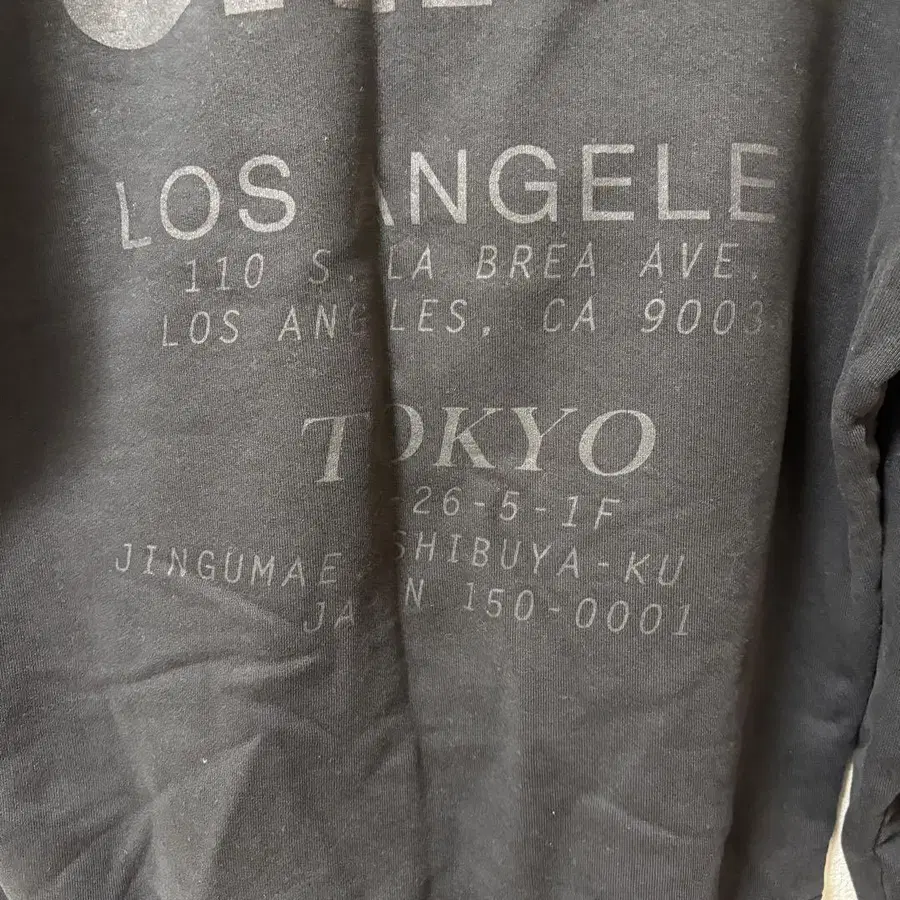 LOS ANGELE
110 S. LA BREA AVE.
LOS ANGLES, CA 9003
TOKYO
-26-5-1F
JINGUMAE SHIBUYA-KU
JAPAN 150-0001